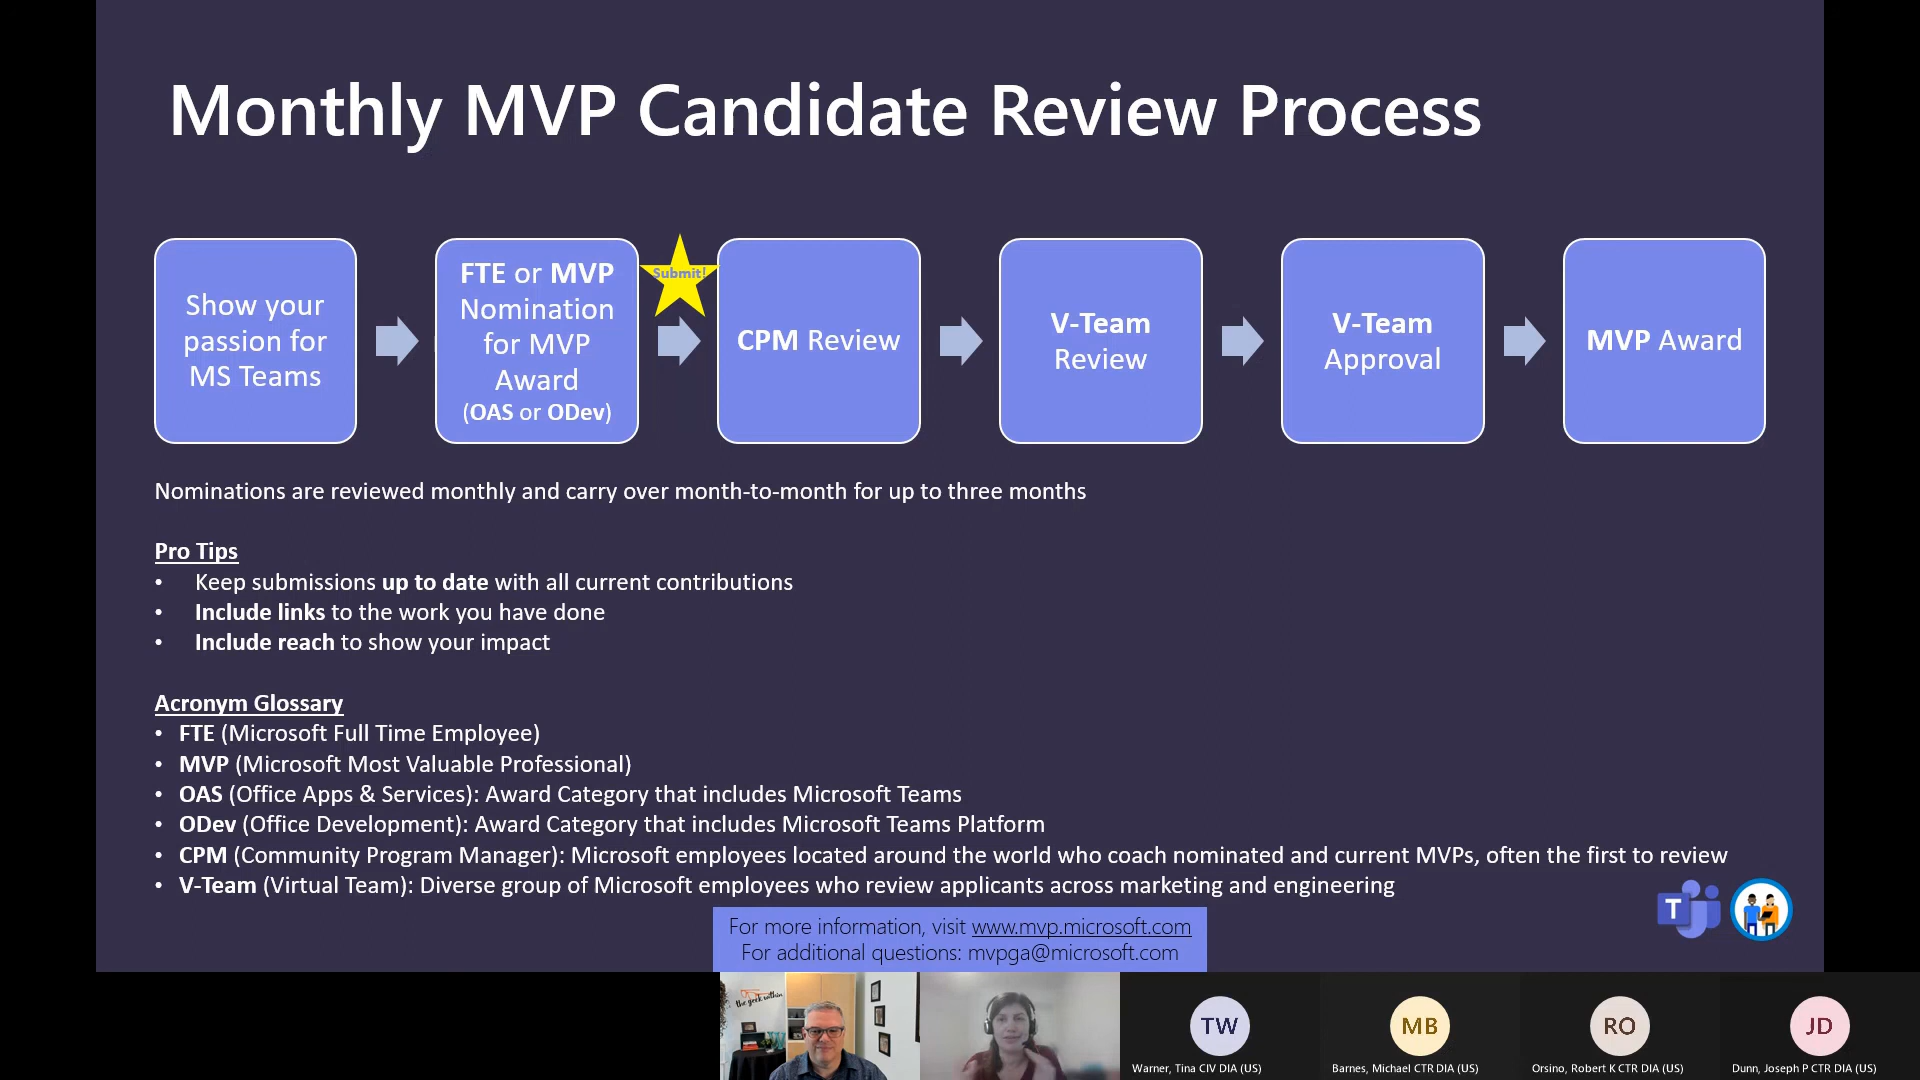 Monthly MVP Candidate Review Process
Show your
passion for
MS Teams
FTE or MVP
Nomination
for MVP
Award
(OAS or ODev)
Submit!
CPM Review
V-Team
Review
V-Team
Approval
MVP Award
Nominations are reviewed monthly and carry over month-to-month for up to three months
Pro Tips
• Keep submissions up to date with all current contributions
• Include links to the work you have done
• Include reach to show your impact
Acronym Glossary
• FTE (Microsoft Full Time Employee)
• MVP (Microsoft Most Valuable Professional)
• OAS (Office Apps & Services): Award Category that includes Microsoft Teams
• ODev (Office Development): Award Category that includes Microsoft Teams Platform
• CPM (Community Program Manager): Microsoft employees located around the world who coach nominated and current MVPs, often the first to review
• V-Team (Virtual Team): Diverse group of Microsoft employees who review applicants across marketing and engineering
T
For more information, visit www.mvp.microsoft.com
For additional questions: mvpga@microsoft.com
the geek within
TW
Warner, Tina CIV DIA (US)
MB
Barnes, Michael CTR DIA (US)
RO
Orsino, Robert K CTR DIA (US)
JD
Dunn, Joseph P CTR DIA (US)